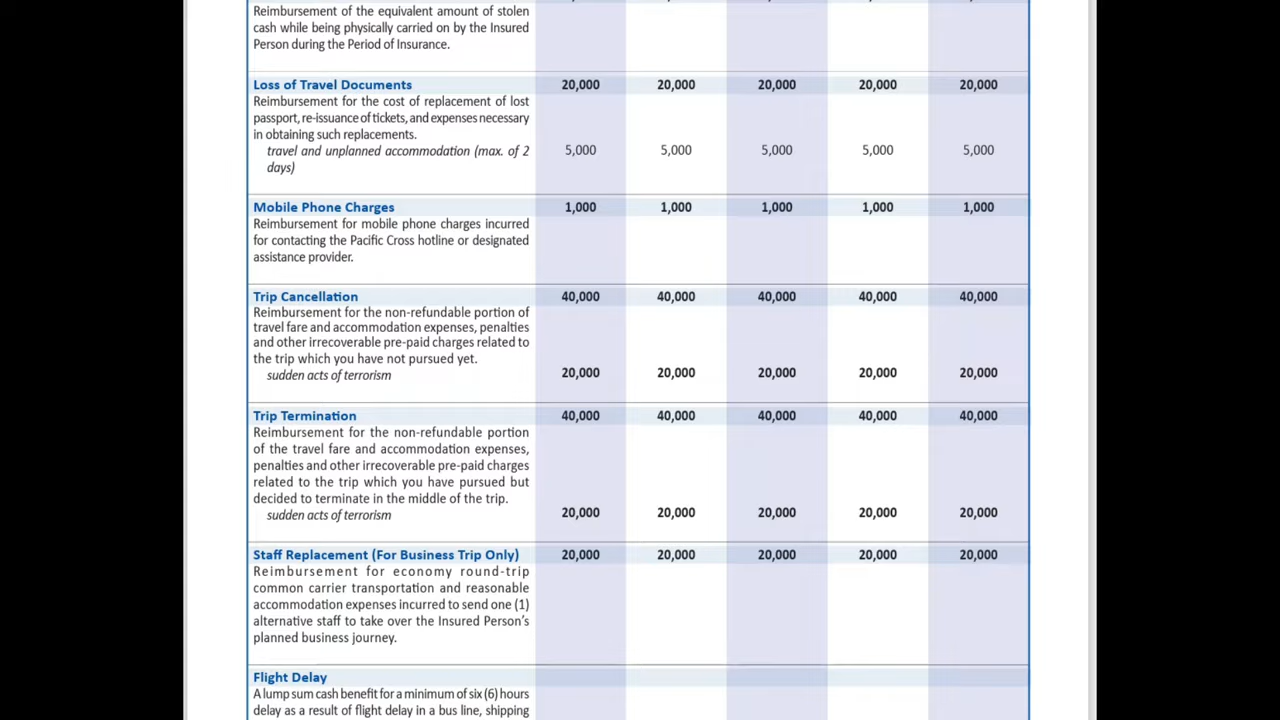 Reimbursement of the equivalent amount of stolen
cash while being physically carried on by the Insured
Person during the Period of Insurance.
Loss of Travel Documents 20,000 20,000 20,000 20,000 20,000
Reimbursement for the cost of replacement of lost
passport, re-issuance of tickets, and expenses necessary
in obtaining such replacements.
travel and unplanned accommodation (max. of 2 5,000 5,000 5,000 5,000 5,000
days)
Mobile Phone Charges 1,000 1,000 1,000 1,000 1,000
Reimbursement for mobile phone charges incurred
for contacting the Pacific Cross hotline or designated
assistance provider.
Trip Cancellation 40,000 40,000 40,000 40,000 40,000
Reimbursement for the non-refundable portion of
travel fare and accommodation expenses, penalties
and other irrecoverable pre-paid charges related to
the trip which you have not pursued yet.
sudden acts of terrorism 20,000 20,000 20,000 20,000 20,000
Trip Termination 40,000 40,000 40,000 40,000 40,000
Reimbursement for the non-refundable portion
of the travel fare and accommodation expenses,
penalties and other irrecoverable pre-paid charges
related to the trip which you have pursued but
decided to terminate in the middle of the trip.
sudden acts of terrorism 20,000 20,000 20,000 20,000 20,000
Staff Replacement (For Business Trip Only) 20,000 20,000 20,000 20,000 20,000
Reimbursement for economy round-trip
common carrier transportation and reasonable
accommodation expenses incurred to send one (1)
alternative staff to take over the Insured Person's
planned business journey.
Flight Delay
A lump sum cash benefit for a minimum of six (6) hours
delay as a result of flight delay in a bus line, shipping